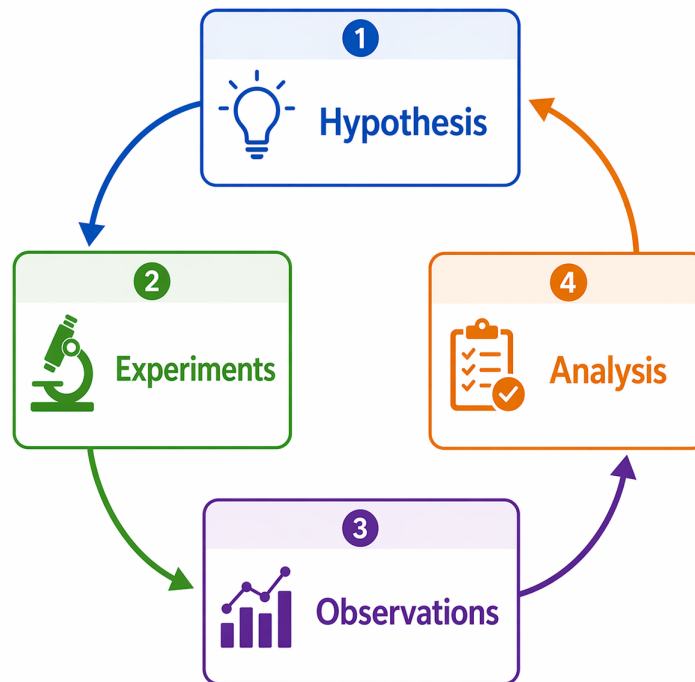 1
Hypothesis
2
Experiments
3
Observations
4
Analysis